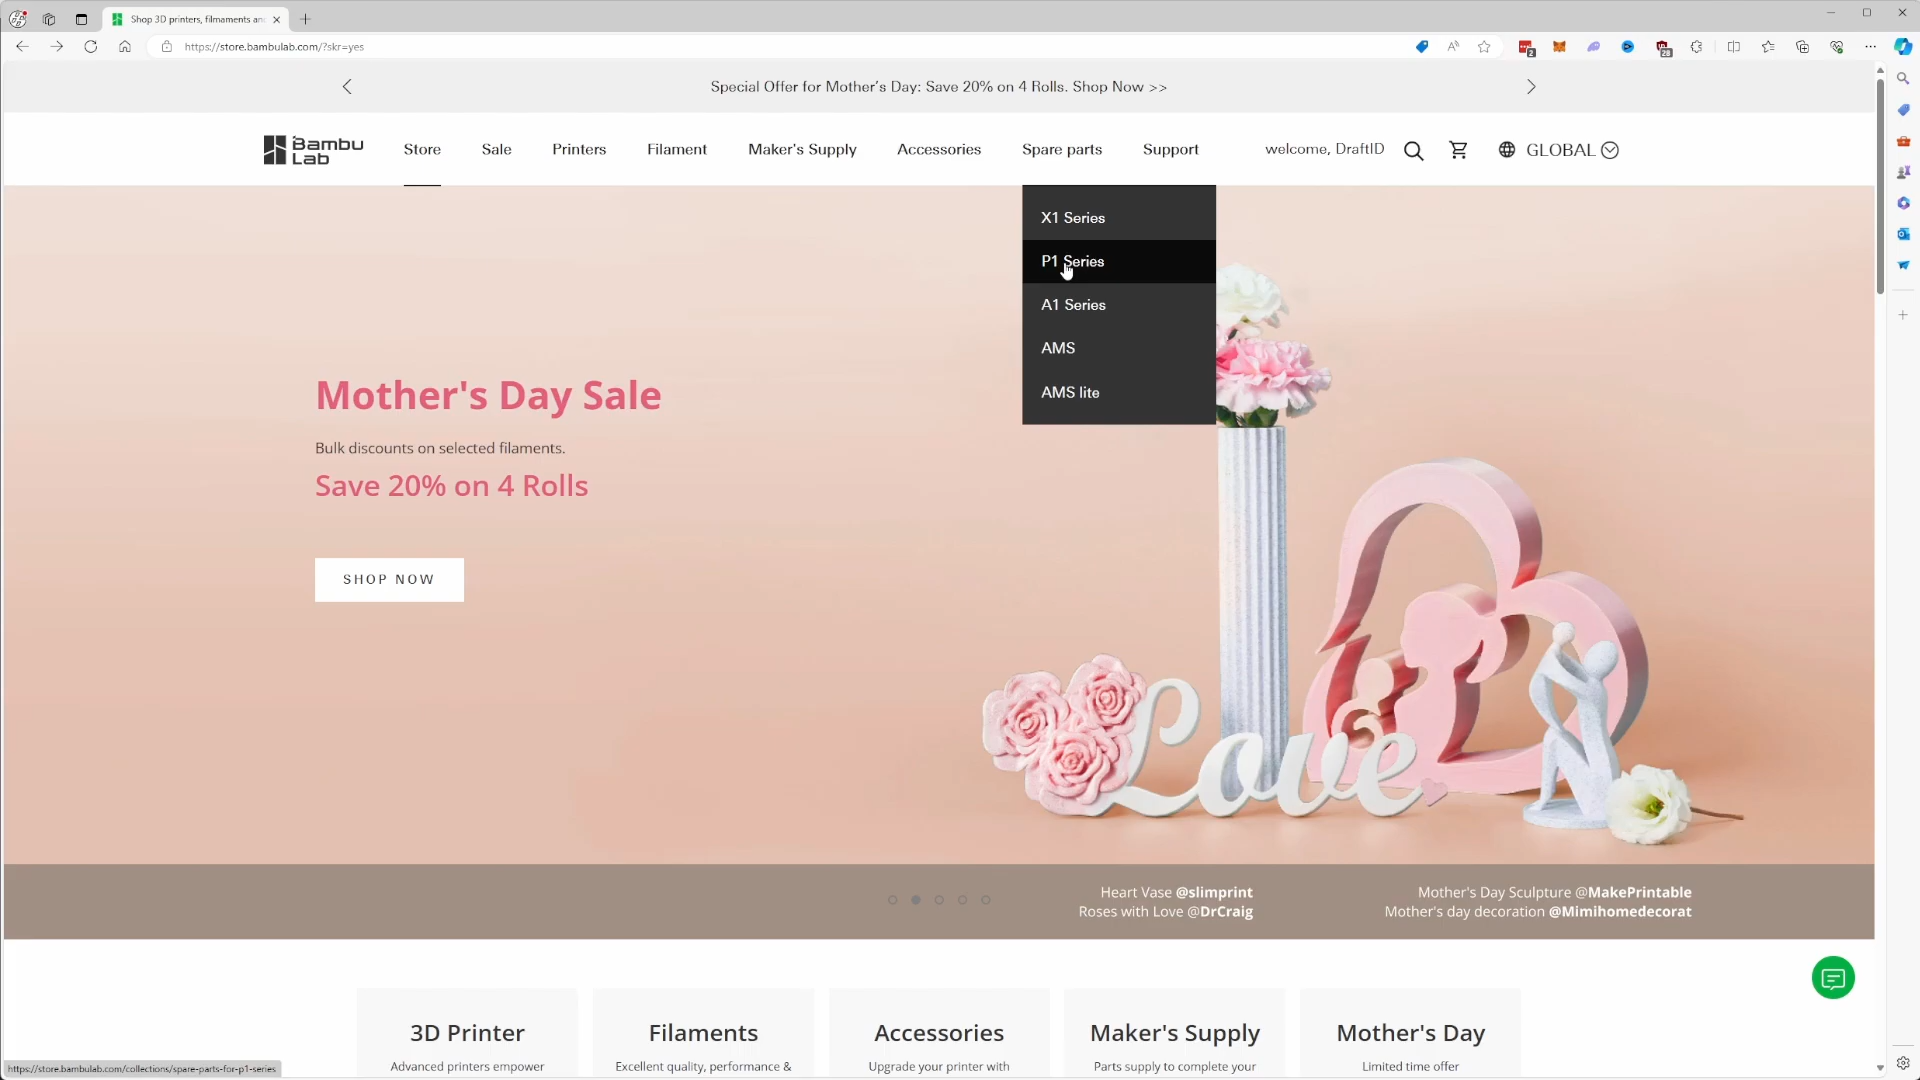 Shop 3D printers, filmaments an
https://store.bambulab.com/?skr=yes
2
28
Special Offer for Mother's Day: Save 20% on 4 Rolls. Shop Now >>
Bambu
Lab
Store
Sale
Printers
Filament
Maker's Supply
Accessories
Spare parts
Support
welcome, DraftID
GLOBAL
X1 Series
P1 Series
A1 Series
AMS
AMS lite
Mother's Day Sale
Bulk discounts on selected filaments.
Save 20% on 4 Rolls
SHOP NOW
Love
Heart Vase @slimprint
Roses with Love @DrCraig
Mother's Day Sculpture @MakePrintable
Mother's day decoration @Mimihomedecorat
3D Printer
Advanced printers empower
Filaments
Excellent quality, performance &
Accessories
Upgrade your printer with
Maker's Supply
Parts supply to complete your
Mother's Day
Limited time offer
https://store.bambulab.com/collections/spare-parts-for-p1-series